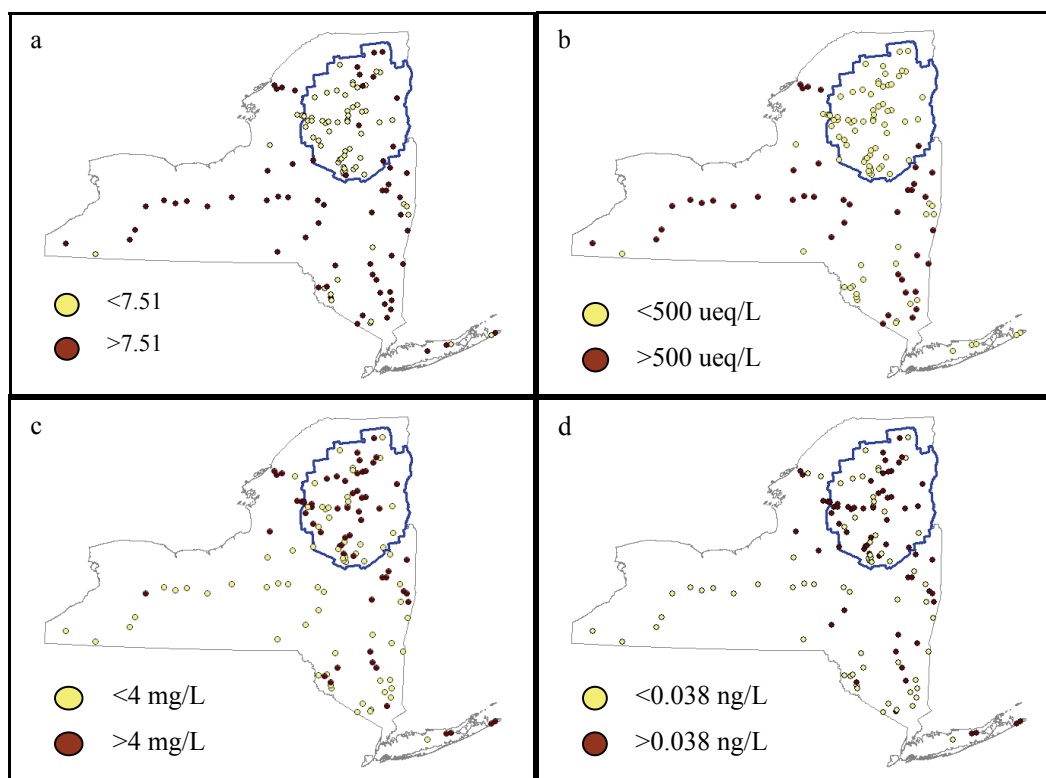 a
<7.51
>7.51
b
<500 ueq/L
>500 ueq/L
c
<4 mg/L
>4 mg/L
d
<0.038 ng/L
>0.038 ng/L